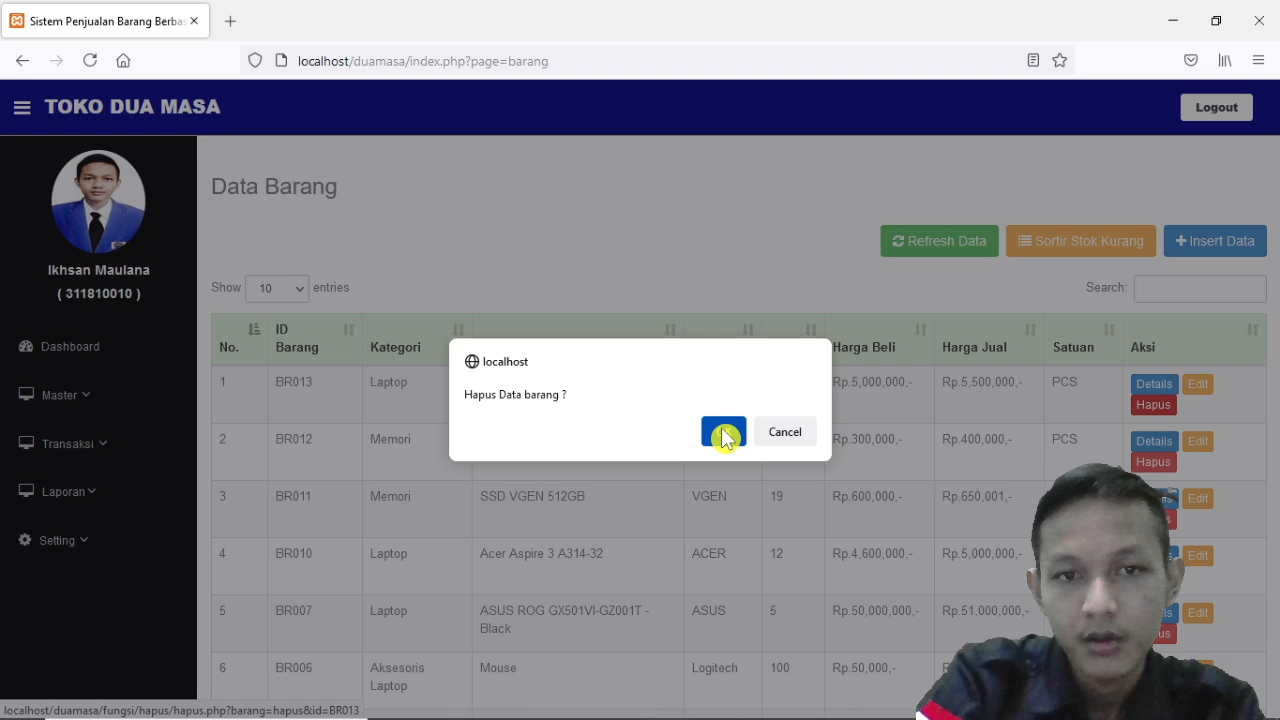 Sistem Penjualan Barang Berbas
localhost/duamasa/index.php?page=barang
TOKO DUA MASA
Logout
Ikhsan Maulana
( 311810010 )
Dashboard
Master
Transaksi
Laporan
Setting
Data Barang
Refresh Data
Sortir Stok Kurang
Insert Data
Show 10 entries
Search:
No. ID Barang Kategori Harga Beli Harga Jual Satuan Aksi
1 BR013 Laptop Rp.5,000,000,- Rp.5,500,000,- PCS Details Edit
Hapus
2 BR012 Memori Rp.300,000,- Rp.400,000,- PCS Details Edit
Hapus
3 BR011 Memori SSD VGEN 512GB VGEN 19 Rp.600,000,- Rp.650,001,- Edit
4 BR010 Laptop Acer Aspire 3 A314-32 ACER 12 Rp.4,600,000,- Rp.5,000,000,- Edit
5 BR007 Laptop ASUS ROG GX501VI-GZ001T - ASUS 5 Rp.50,000,000,- Rp.51,000,000,- Edit
Black
6 BR006 Aksesoris Mouse Logitech 100 Rp.50,000,-
Laptop
localhost
Hapus Data barang ?
Cancel
localhost/duamasa/fungsi/hapus/hapus.php?barang=hapus&id=BR013